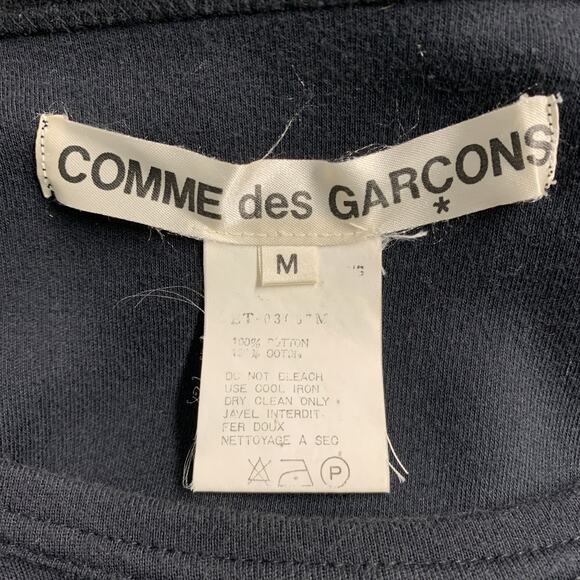 COMME des GARÇONS
*
M
100% COTTON
100% COTON
DO NOT BLEACH
USE COOL IRON
DRY CLEAN ONLY
JAVEL INTERDIT
FER DOUX
NETTOYAGE A SEC
P